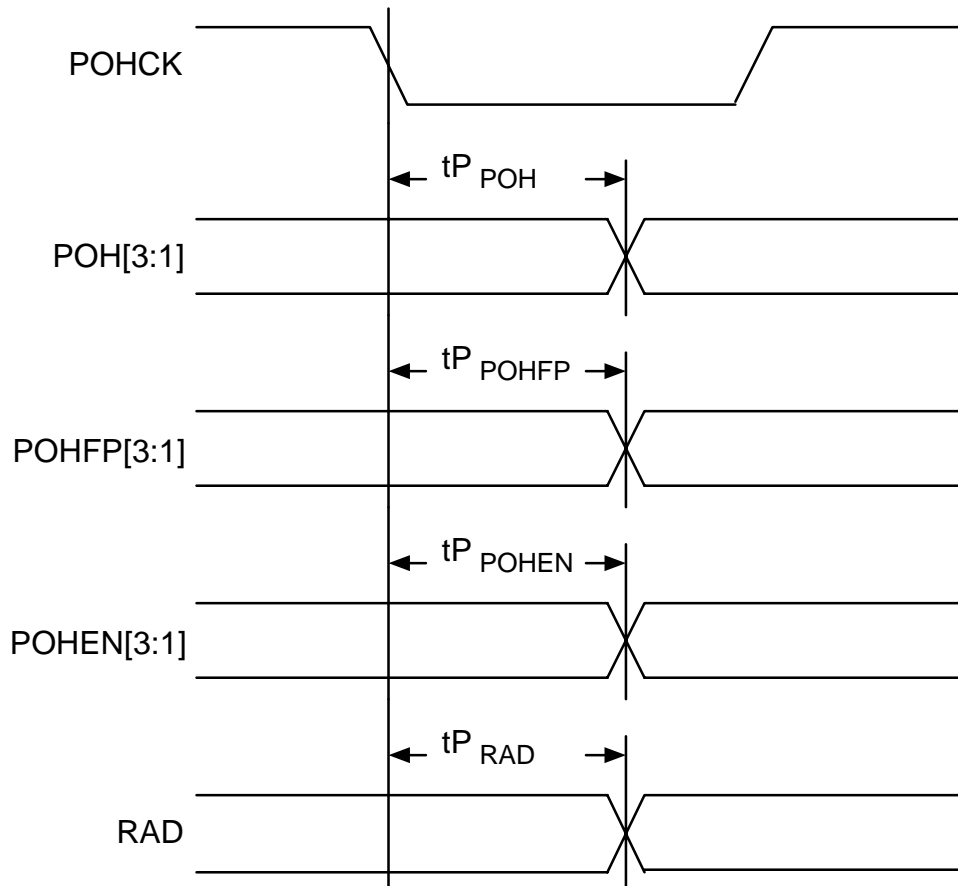 POHCK
tP POH
POH[3:1]
tP POHFP
POHFP[3:1]
tP POHEN
POHEN[3:1]
tP RAD
RAD